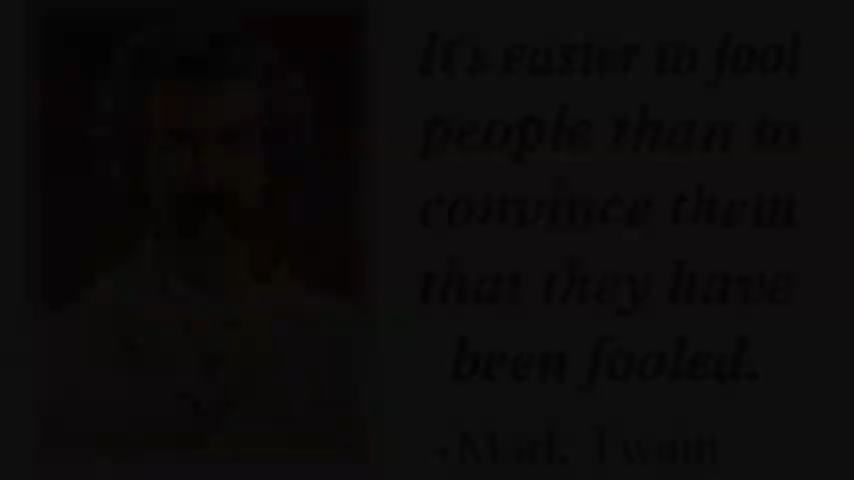 It's easier to fool
people than to
convince them
that they have
been fooled.
-Mark Twain